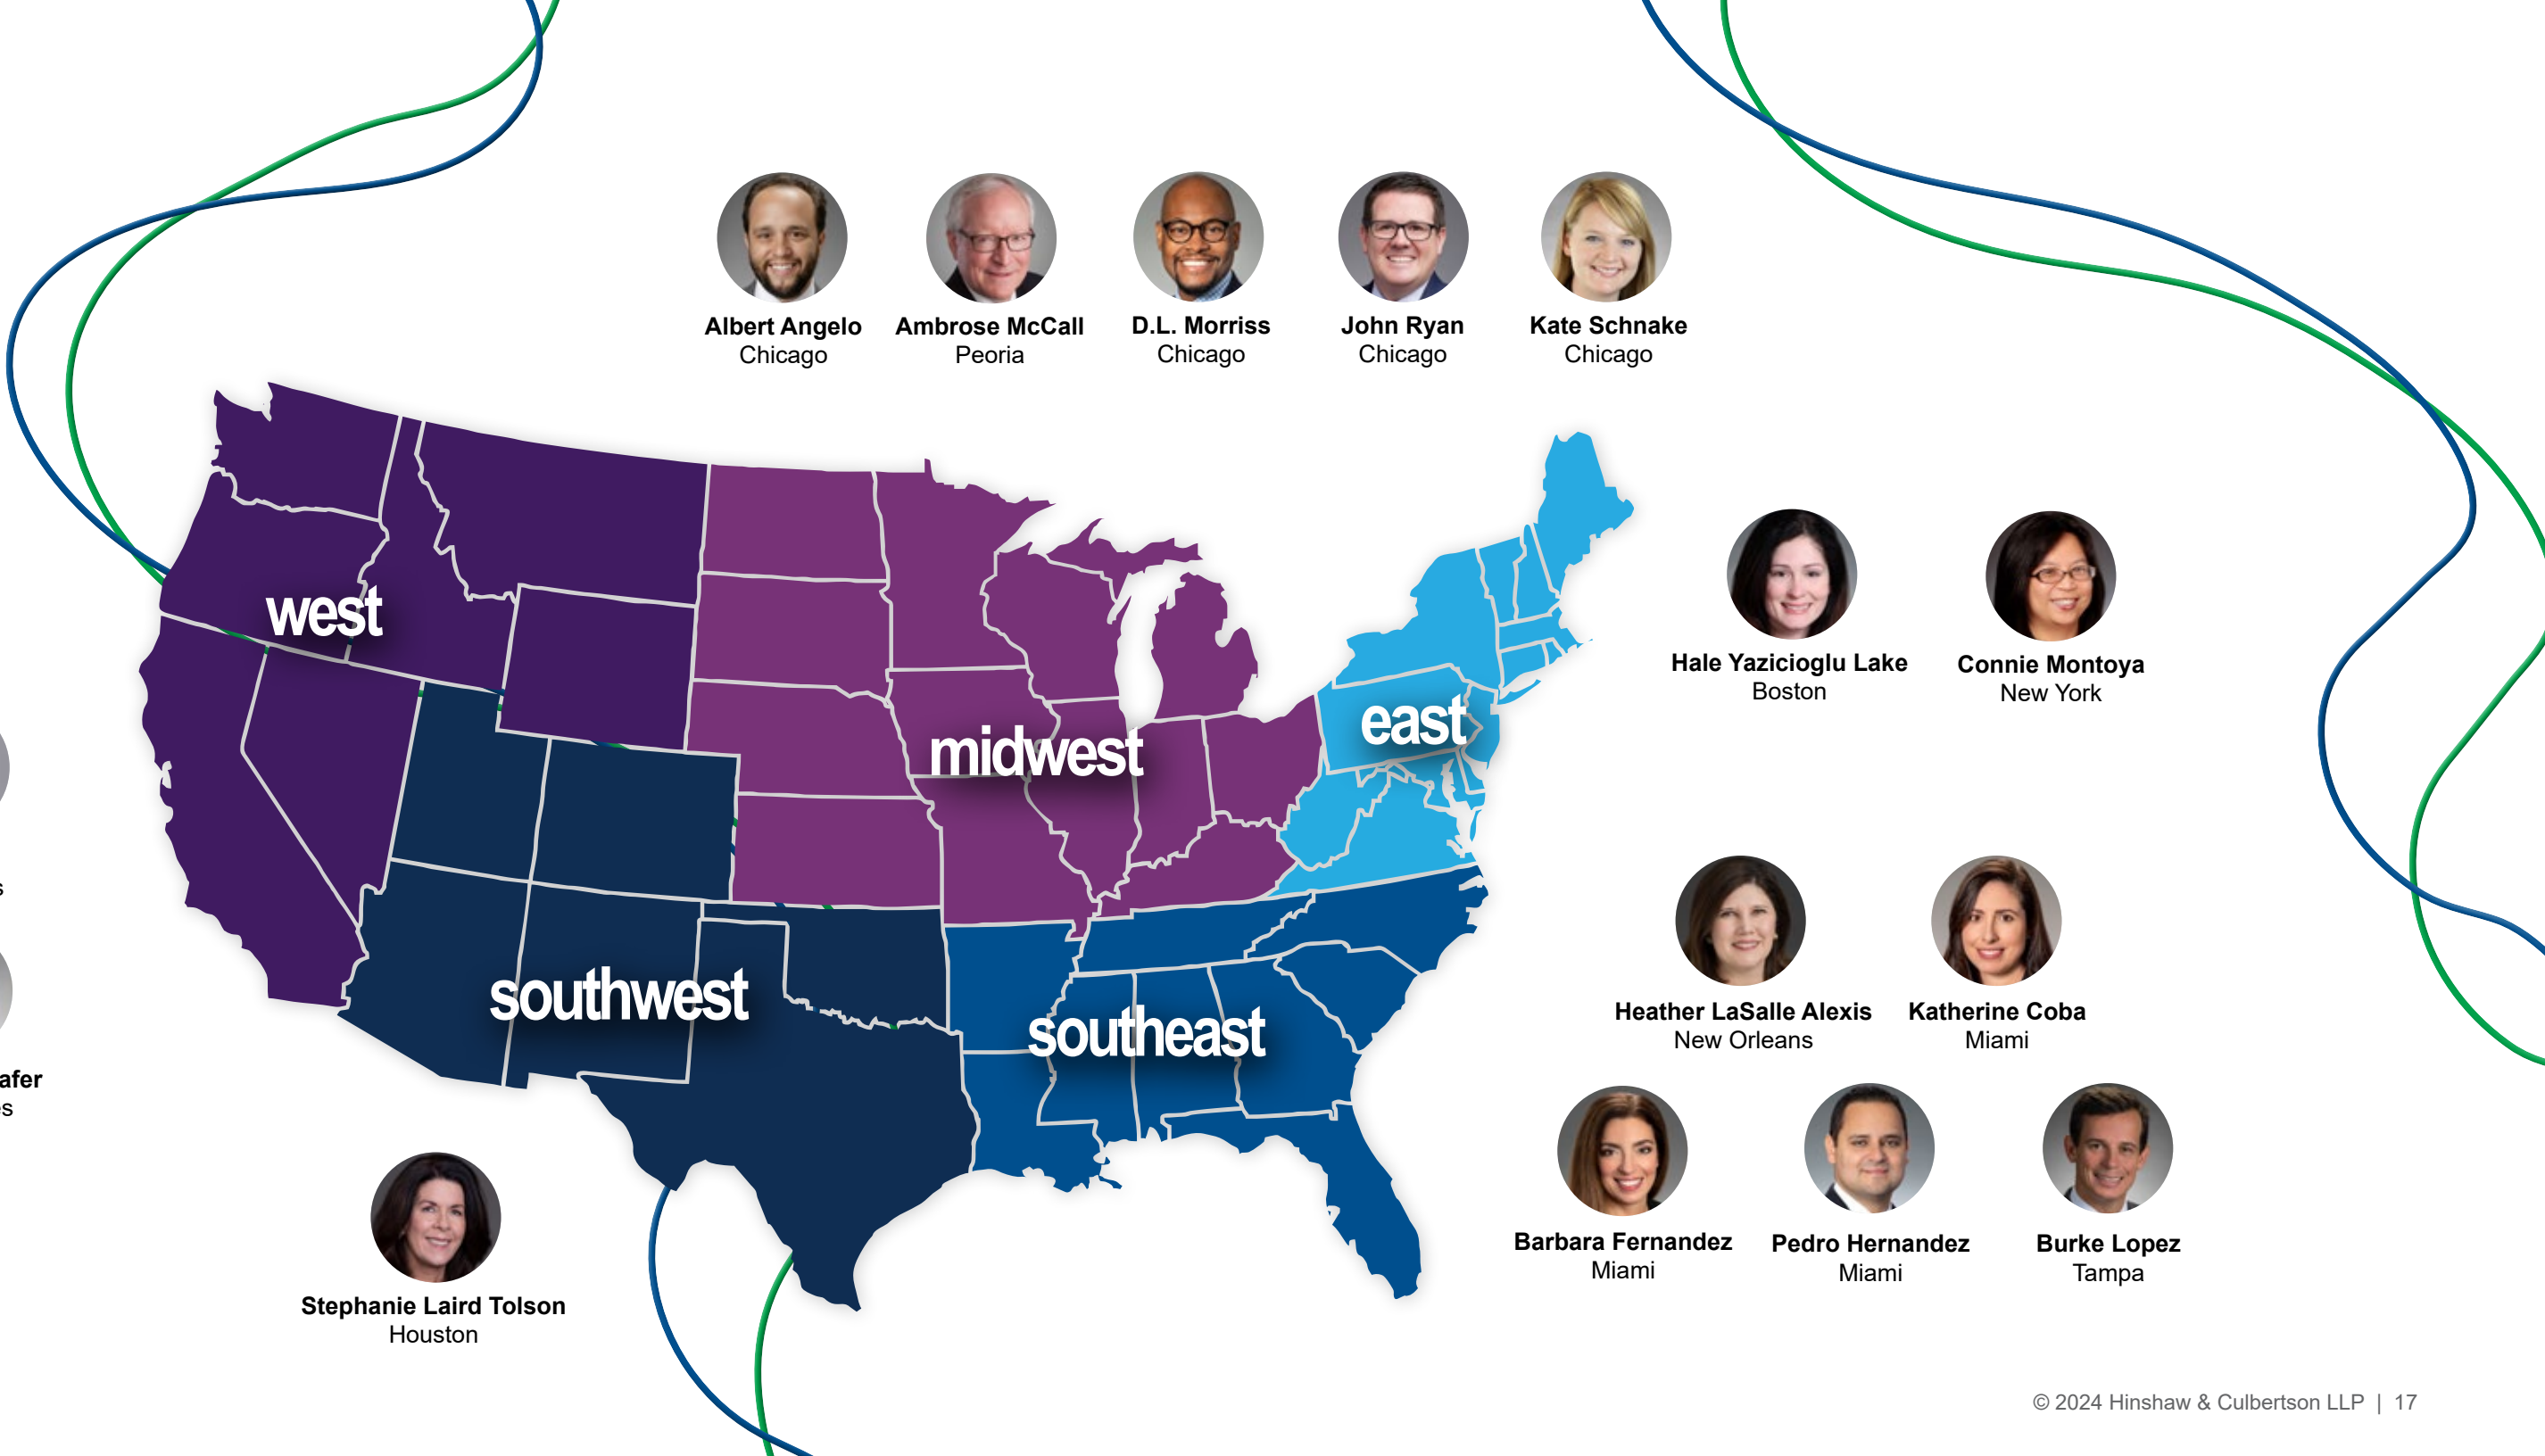 Albert Angelo
Chicago
Ambrose McCall
Peoria
D.L. Morriss
Chicago
John Ryan
Chicago
Kate Schnake
Chicago
west
midwest
east
southwest
southeast
Hale Yazicioglu Lake
Boston
Connie Montoya
New York
Heather LaSalle Alexis
New Orleans
Katherine Coba
Miami
Barbara Fernandez
Miami
Pedro Hernandez
Miami
Burke Lopez
Tampa
s
afer
es
Stephanie Laird Tolson
Houston
© 2024 Hinshaw & Culbertson LLP | 17